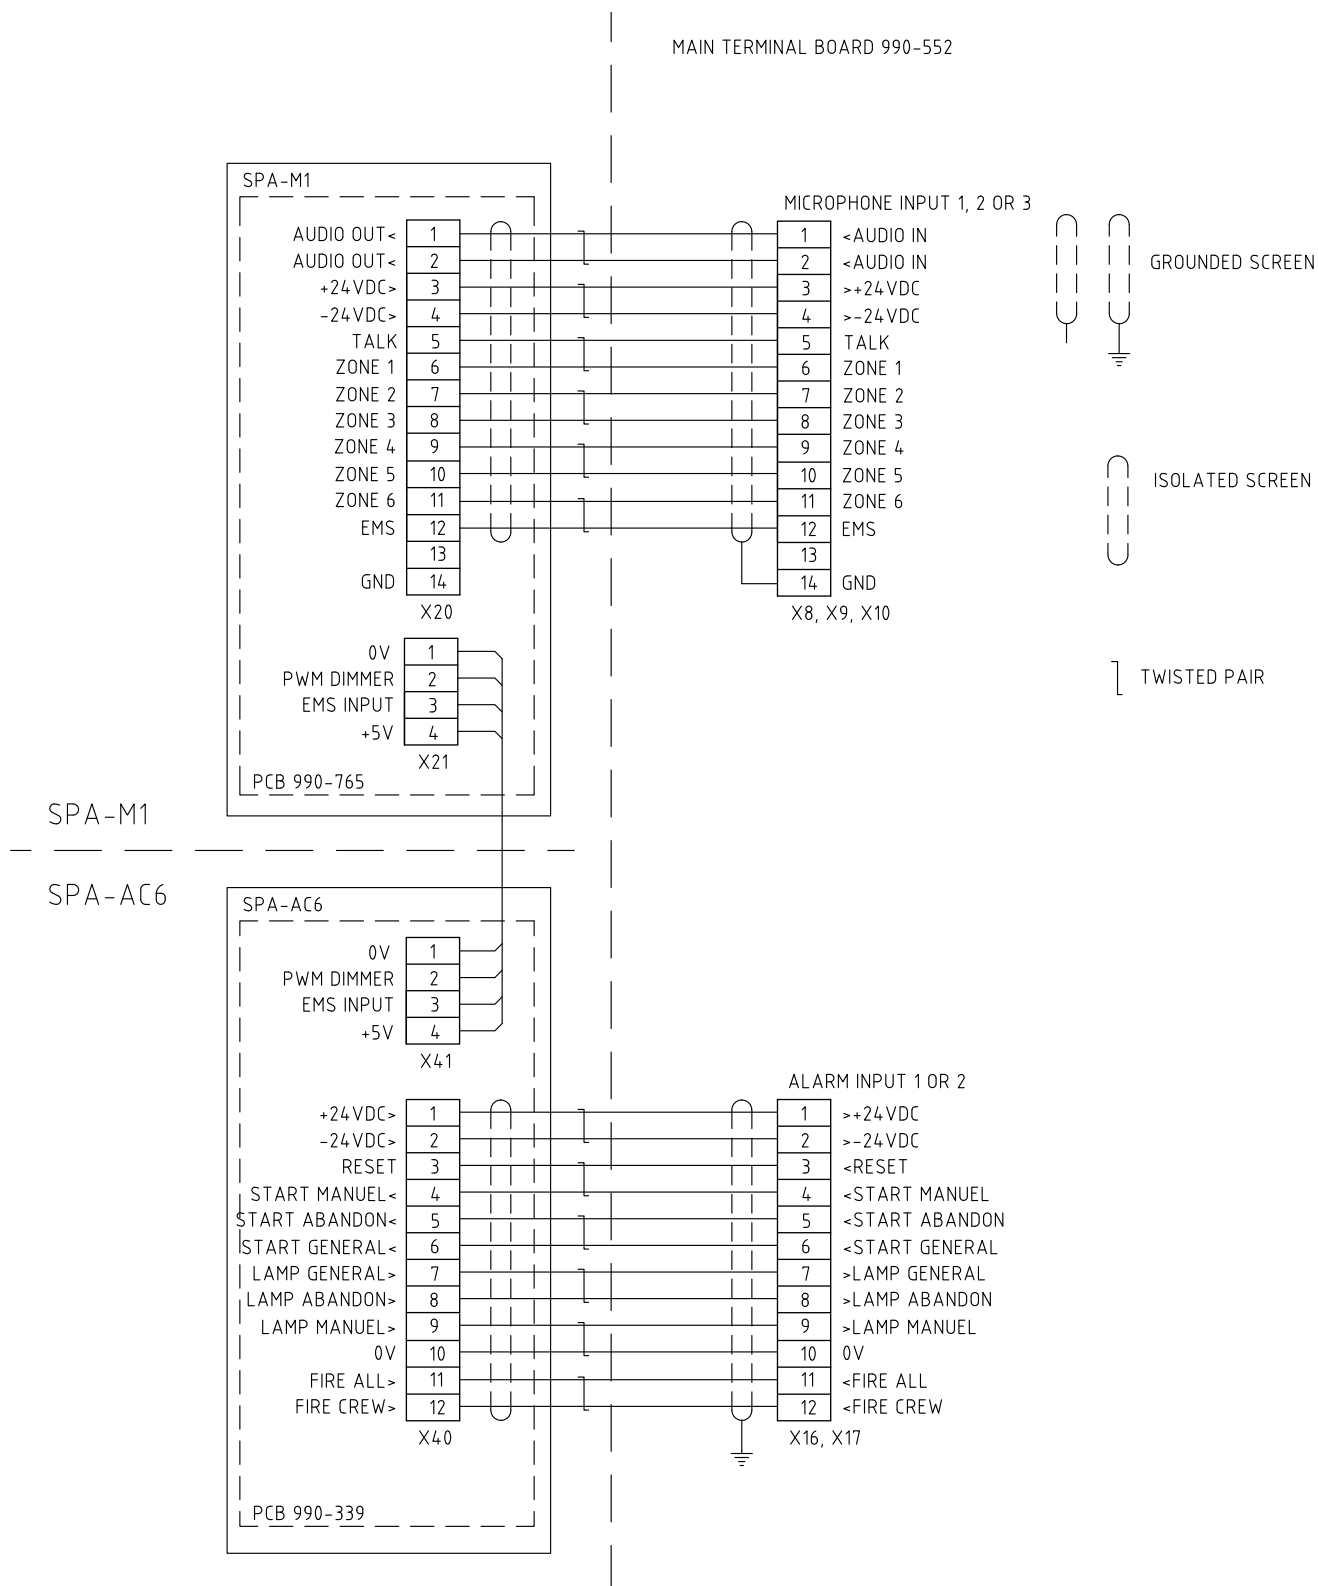 MAIN TERMINAL BOARD 990-552
SPA-M1
MICROPHONE INPUT 1, 2 OR 3
AUDIO OUT< 1 1 <AUDIO IN
AUDIO OUT< 2 2 <AUDIO IN
GROUNDED SCREEN
+24VDC> 3 3 >+24VDC
-24VDC> 4 4 >-24VDC
TALK 5 5 TALK
ZONE 1 6 6 ZONE 1
ZONE 2 7 7 ZONE 2
ZONE 3 8 8 ZONE 3
ZONE 4 9 9 ZONE 4
ZONE 5 10 10 ZONE 5
ISOLATED SCREEN
ZONE 6 11 11 ZONE 6
EMS 12 12 EMS
13 13
GND 14 14 GND
X20
X8, X9, X10
0V 1
PWM DIMMER 2
TWISTED PAIR
EMS INPUT 3
+5V 4
X21
PCB 990-765
SPA-M1
SPA-AC6
SPA-AC6
0V 1
PWM DIMMER 2
EMS INPUT 3
+5V 4
X41
ALARM INPUT 1 OR 2
+24VDC> 1 1 >+24VDC
-24VDC> 2 2 >-24VDC
RESET 3 3 <RESET
START MANUEL< 4 4 <START MANUEL
START ABANDON< 5 5 <START ABANDON
START GENERAL< 6 6 <START GENERAL
LAMP GENERAL> 7 7 >LAMP GENERAL
LAMP ABANDON> 8 8 >LAMP ABANDON
LAMP MANUEL> 9 9 >LAMP MANUEL
0V 10 10 0V
FIRE ALL> 11 11 <FIRE ALL
FIRE CREW> 12 12 <FIRE CREW
X40
X16, X17
PCB 990-339